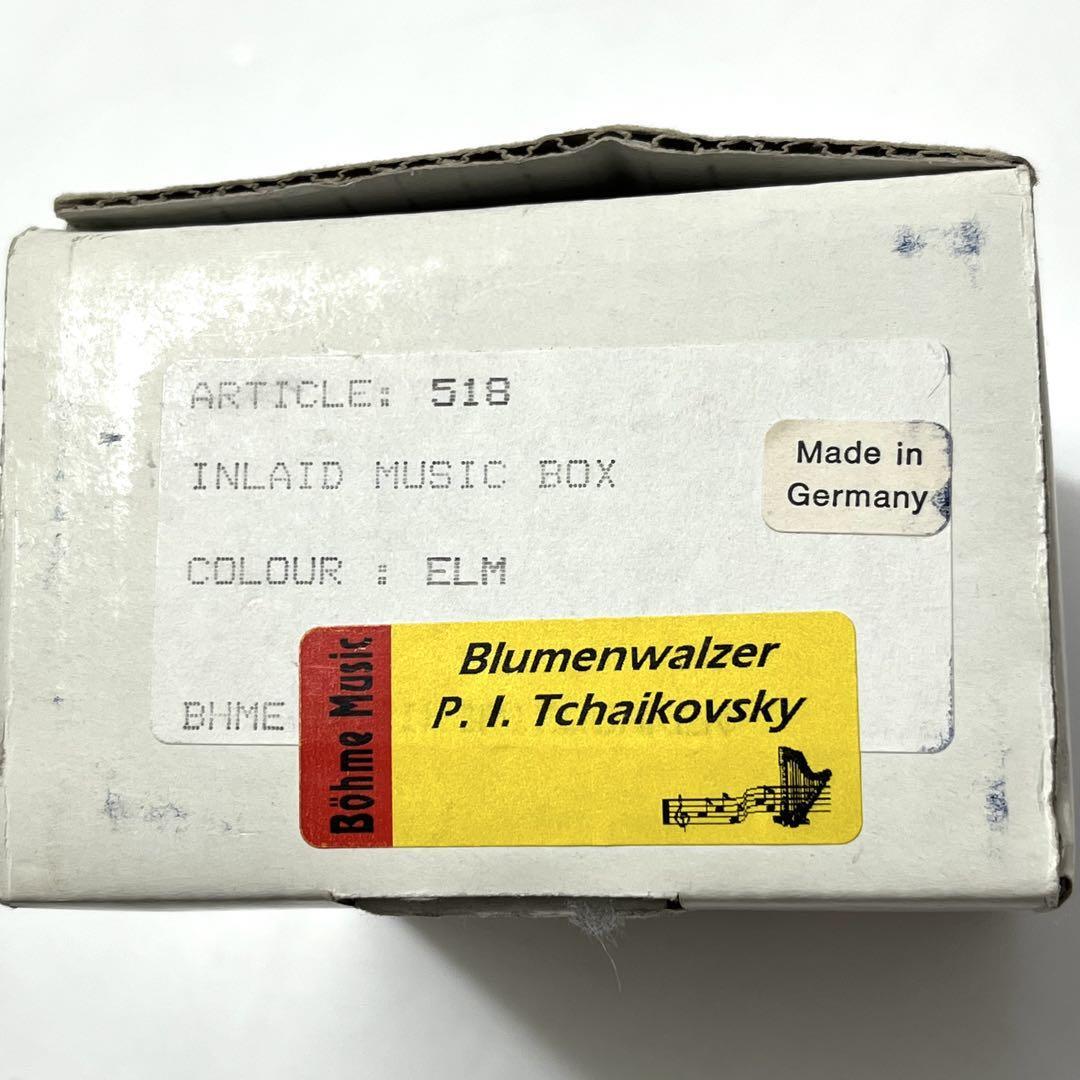 ARTICLE: 518
INLAID MUSIC BOX
Made in
Germany
COLOUR : ELM
BHME
Böhme Music
Blumenwalzer
P. I. Tchaikovsky